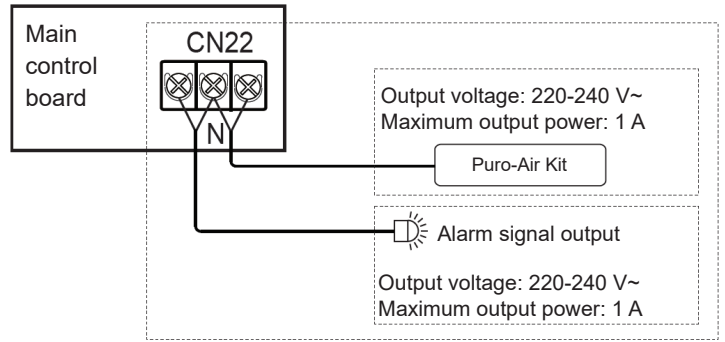 Main
control
board
CN22
N
Output voltage: 220-240 V~
Maximum output power: 1 A
Puro-Air Kit
Alarm signal output
Output voltage: 220-240 V~
Maximum output power: 1 A